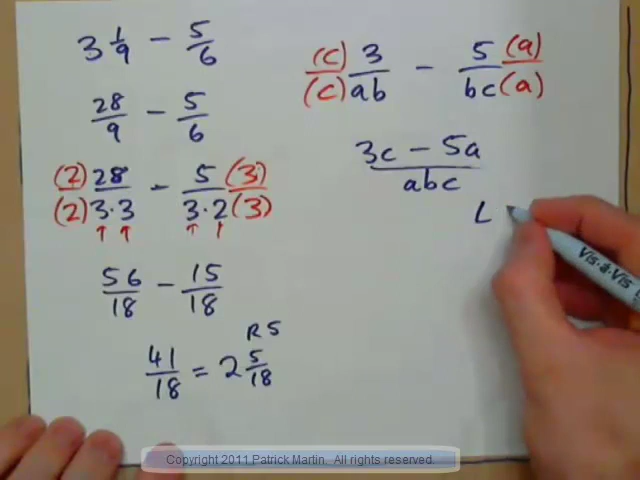 3 1/9 − 5/6
28/9 − 5/6
(2)28/(2)3·3 − 5(3)/3·2(3)
56/18 − 15/18
R5
41/18 = 2 5/18
(c)3/(c)ab − 5(a)/bc(a)
3c − 5a/abc
L
Vis-à-Vis
Copyright 2011 Patrick Martin. All rights reserved.